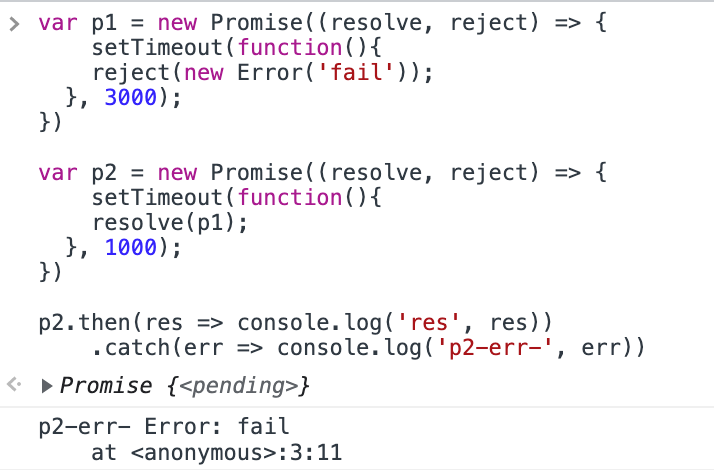 var p1 = new Promise((resolve, reject) => {
    setTimeout(function(){
    reject(new Error('fail'));
  }, 3000);
})
var p2 = new Promise((resolve, reject) => {
    setTimeout(function(){
    resolve(p1);
  }, 1000);
})
p2.then(res => console.log('res', res))
    .catch(err => console.log('p2-err-', err))
Promise {<pending>}
p2-err- Error: fail
    at <anonymous>:3:11